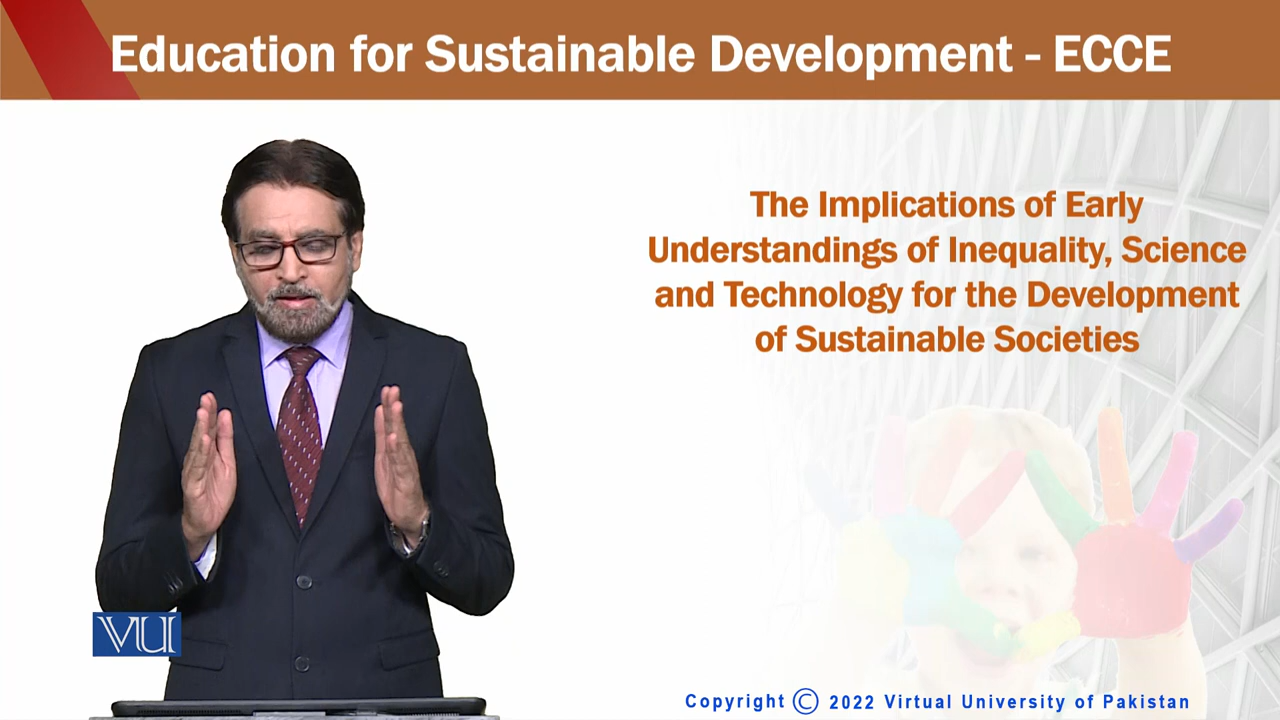 Education for Sustainable Development - ECCE
The Implications of Early
Understandings of Inequality, Science
and Technology for the Development
of Sustainable Societies
VU
Copyright © 2022 Virtual University of Pakistan